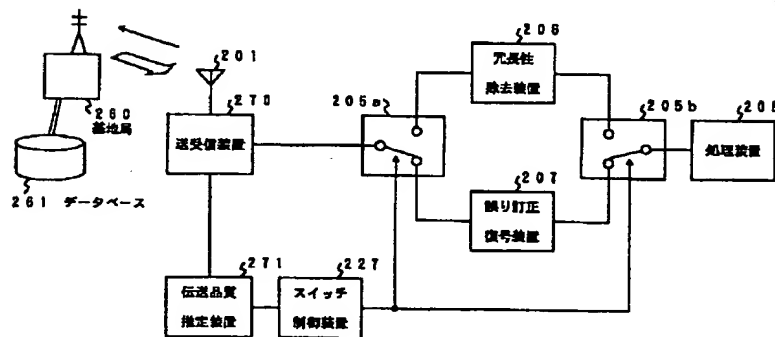 201
206
冗長性
除去装置
260
基地局
270
送受信装置
205a
205b
処理装置
261 データベース
207
誤り訂正
復号装置
271
伝送品質
推定装置
227
スイッチ
制御装置